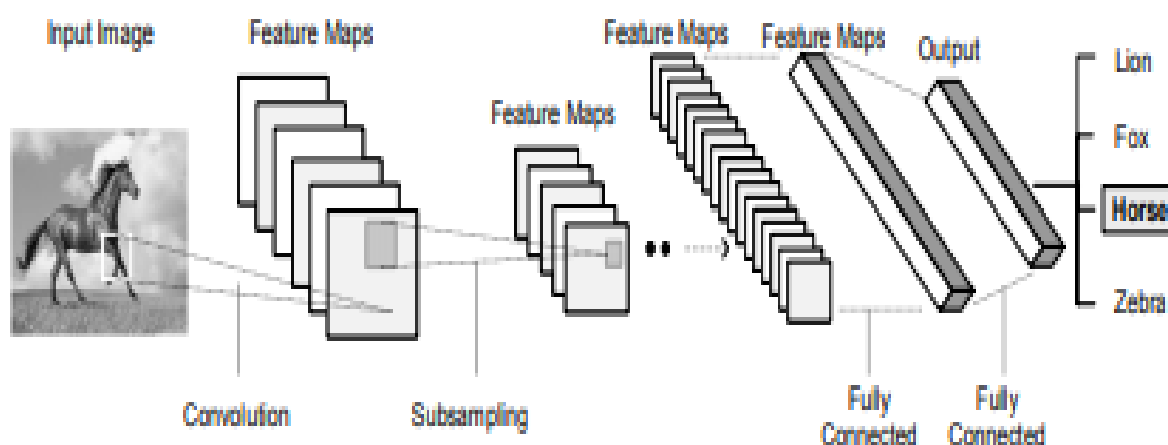 Input Image
Feature Maps
Feature Maps
Feature Maps
Feature Maps
Output
Lion
Fox
Horse
Zebra
Convolution
Subsampling
Fully
Connected
Fully
Connected